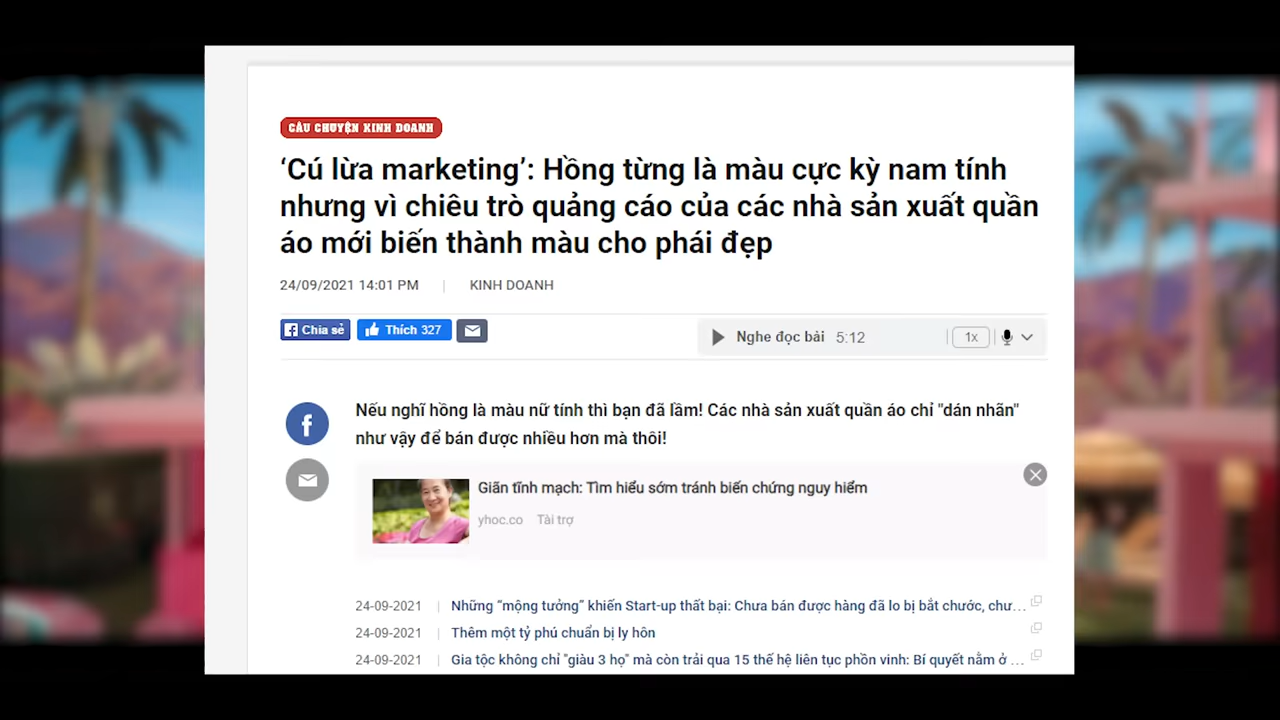 CÂU CHUYỆN KINH DOANH
‘Cú lừa marketing’: Hồng từng là màu cực kỳ nam tính
nhưng vì chiêu trò quảng cáo của các nhà sản xuất quần
áo mới biến thành màu cho phái đẹp
24/09/2021 14:01 PM | KINH DOANH
Chia sẻ Thích 327 Nghe đọc bài 5:12 1x
Nếu nghĩ hồng là màu nữ tính thì bạn đã lầm! Các nhà sản xuất quần áo chỉ "dán nhãn"
như vậy để bán được nhiều hơn mà thôi!
Giãn tĩnh mạch: Tìm hiểu sớm tránh biến chứng nguy hiểm
yhoc.co Tài trợ
24-09-2021 | Những “mộng tưởng” khiến Start-up thất bại: Chưa bán được hàng đã lo bị bắt chước, chư...
24-09-2021 | Thêm một tỷ phú chuẩn bị ly hôn
24-09-2021 | Gia tộc không chỉ "giàu 3 họ" mà còn trải qua 15 thế hệ liên tục phồn vinh: Bí quyết nằm ở ...